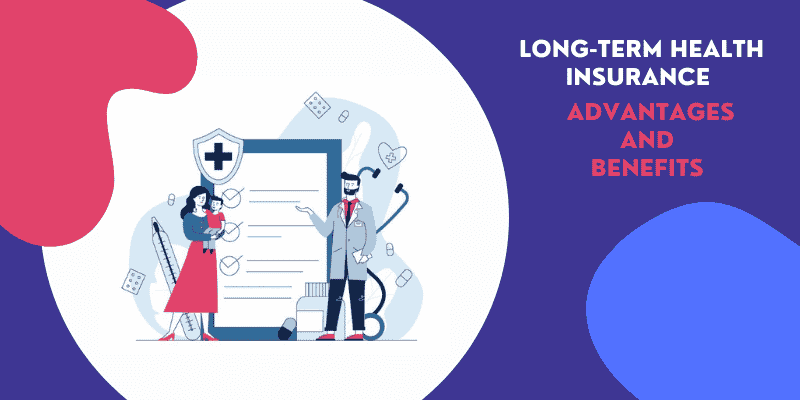 LONG-TERM HEALTH
INSURANCE
ADVANTAGES
AND
BENEFITS